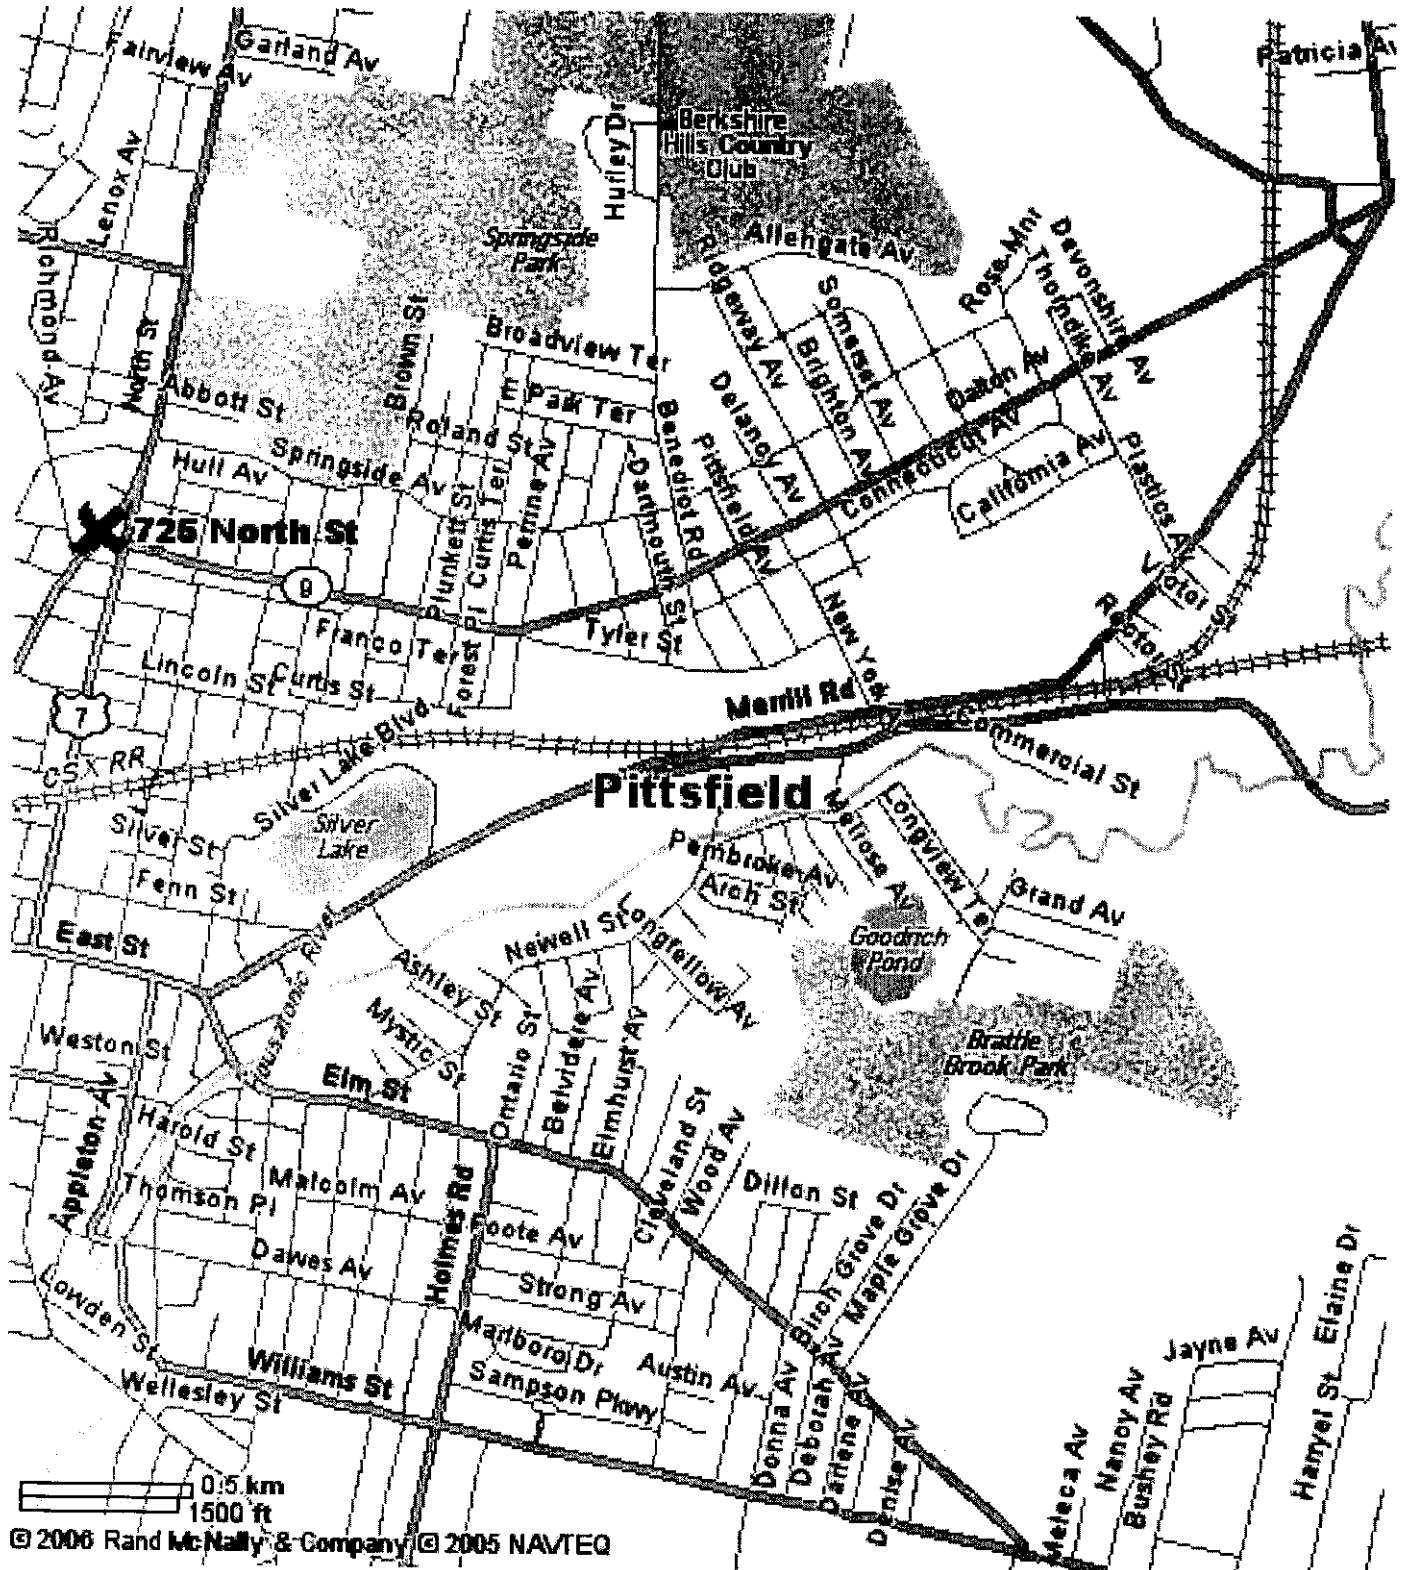 Fairview Av
Garland Av
Patricia Av
Lenox Av
Hurley Dr
Berkshire
Hills Country
Club
Richmond Av
Springside
Park
Allengate Av
Rose Mnr
Devonshire Av
Thorndike Av
Ridgeway Av
Somerset Av
Brighton Av
North St
Brown St
Broadview Ter
Abbott St
E Park Ter
Dalton Av
Roland St
Benedict Rd
Delancy Av
Pittsfield Av
Connecticut Av
California Av
Plastics Av
Springside Av
Hull Av
Dartmouth St
725 North St
Plunkett St
Curtis Ter
Penne Av
9
Forest Pl
Tyler St
New York
Victor
Rector
St
Franco Ter
Lincoln St
Curtis St
7
Merrill Rd
Commercial St
CSX RR
Silver Lake Blvd
Pittsfield
Silver
Lake
Silver St
Fenn St
Pembroke Av
Arch St
Melrose Av
Longview Ter
Grand Av
East St
Newell St
Longfellow Av
Goodrich
Pond
Housatonic River
Ashley St
Mystic St
Weston St
Elm St
Ontario St
Belvidere Av
Elmhurst Av
Brattle
Brook Park
Appleton Av
Harold St
Thomson Pl
Malcolm Av
Cleveland St
Wood Av
Dillon St
Birch Grove Dr
Maple Grove Dr
Holmes Rd
Foote Av
Dawes Av
Strong Av
Lowden St
Marlboro Dr
Austin Av
Williams St
Sampson Pkwy
Wellesley St
Donna Av
Deborah Av
Darlene Av
Denise Av
Meleca Av
Nancy Av
Bushey Rd
Jayne Av
Elaine Dr
Hanyel St
0.5 km
1500 ft
© 2006 Rand McNally & Company © 2005 NAVTEQ